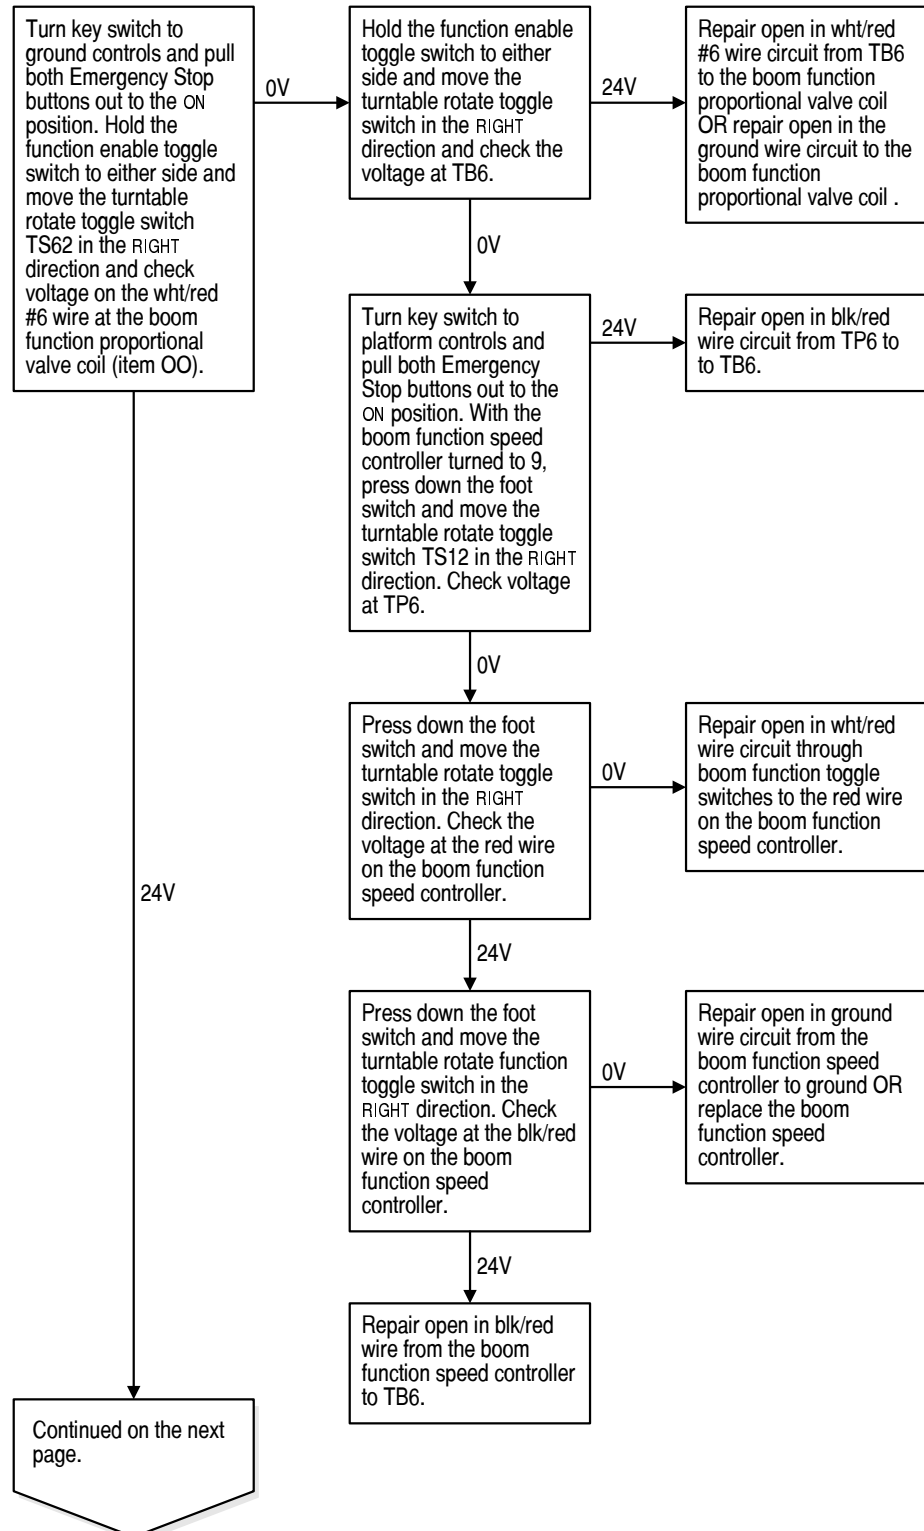 Turn key switch to
ground controls and pull
both Emergency Stop
buttons out to the ON
position. Hold the
function enable toggle
switch to either side and
move the turntable
rotate toggle switch
TS62 in the RIGHT
direction and check
voltage on the wht/red
#6 wire at the boom
function proportional
valve coil (item OO).
0V
Hold the function enable
toggle switch to either
side and move the
turntable rotate toggle
switch in the RIGHT
direction and check the
voltage at TB6.
24V
Repair open in wht/red
#6 wire circuit from TB6
to the boom function
proportional valve coil
OR repair open in the
ground wire circuit to the
boom function
proportional valve coil .
0V
Turn key switch to
platform controls and
pull both Emergency
Stop buttons out to the
ON position. With the
boom function speed
controller turned to 9,
press down the foot
switch and move the
turntable rotate toggle
switch TS12 in the RIGHT
direction. Check voltage
at TP6.
24V
Repair open in blk/red
wire circuit from TP6 to
to TB6.
0V
Press down the foot
switch and move the
turntable rotate toggle
switch in the RIGHT
direction. Check the
voltage at the red wire
on the boom function
speed controller.
0V
Repair open in wht/red
wire circuit through
boom function toggle
switches to the red wire
on the boom function
speed controller.
24V
24V
Press down the foot
switch and move the
turntable rotate function
toggle switch in the
RIGHT direction. Check
the voltage at the blk/red
wire on the boom
function speed
controller.
0V
Repair open in ground
wire circuit from the
boom function speed
controller to ground OR
replace the boom
function speed
controller.
24V
Repair open in blk/red
wire from the boom
function speed controller
to TB6.
Continued on the next
page.